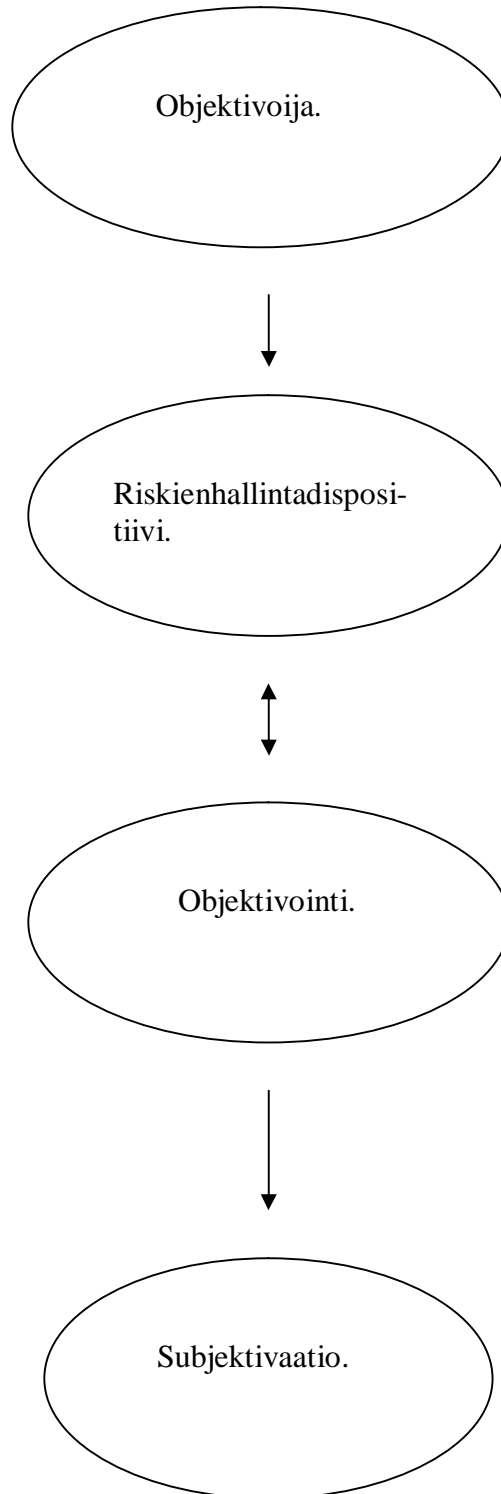 Objektivoija.
Riskienhallintadisposi-
tiivi.
Objektivointi.
Subjektivaatio.